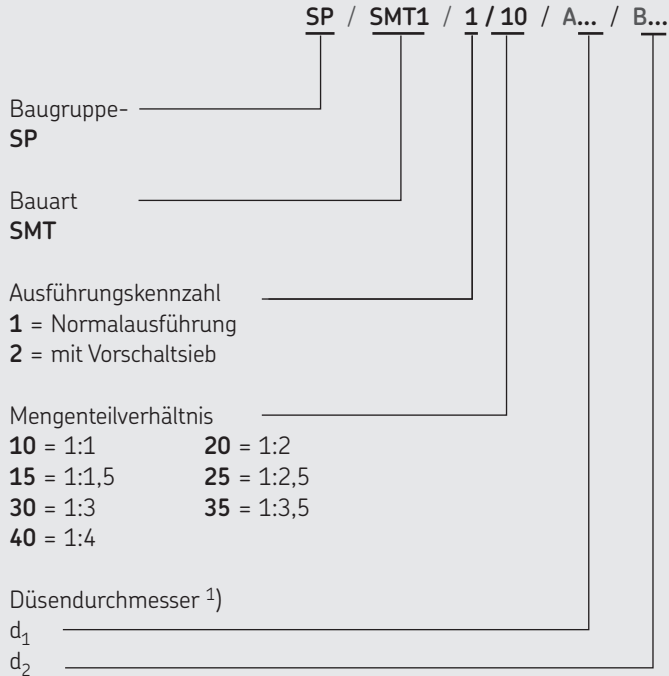 SP / SMT1 / 1 / 10 / A... / B...
Baugruppe-
SP
Bauart
SMT
Ausführungskennzahl
1 = Normalausführung
2 = mit Vorschaltsieb
Mengenteilverhältnis
10 = 1:1 20 = 1:2
15 = 1:1,5 25 = 1:2,5
30 = 1:3 35 = 1:3,5
40 = 1:4
Düsendurchmesser 1)
d1
d2